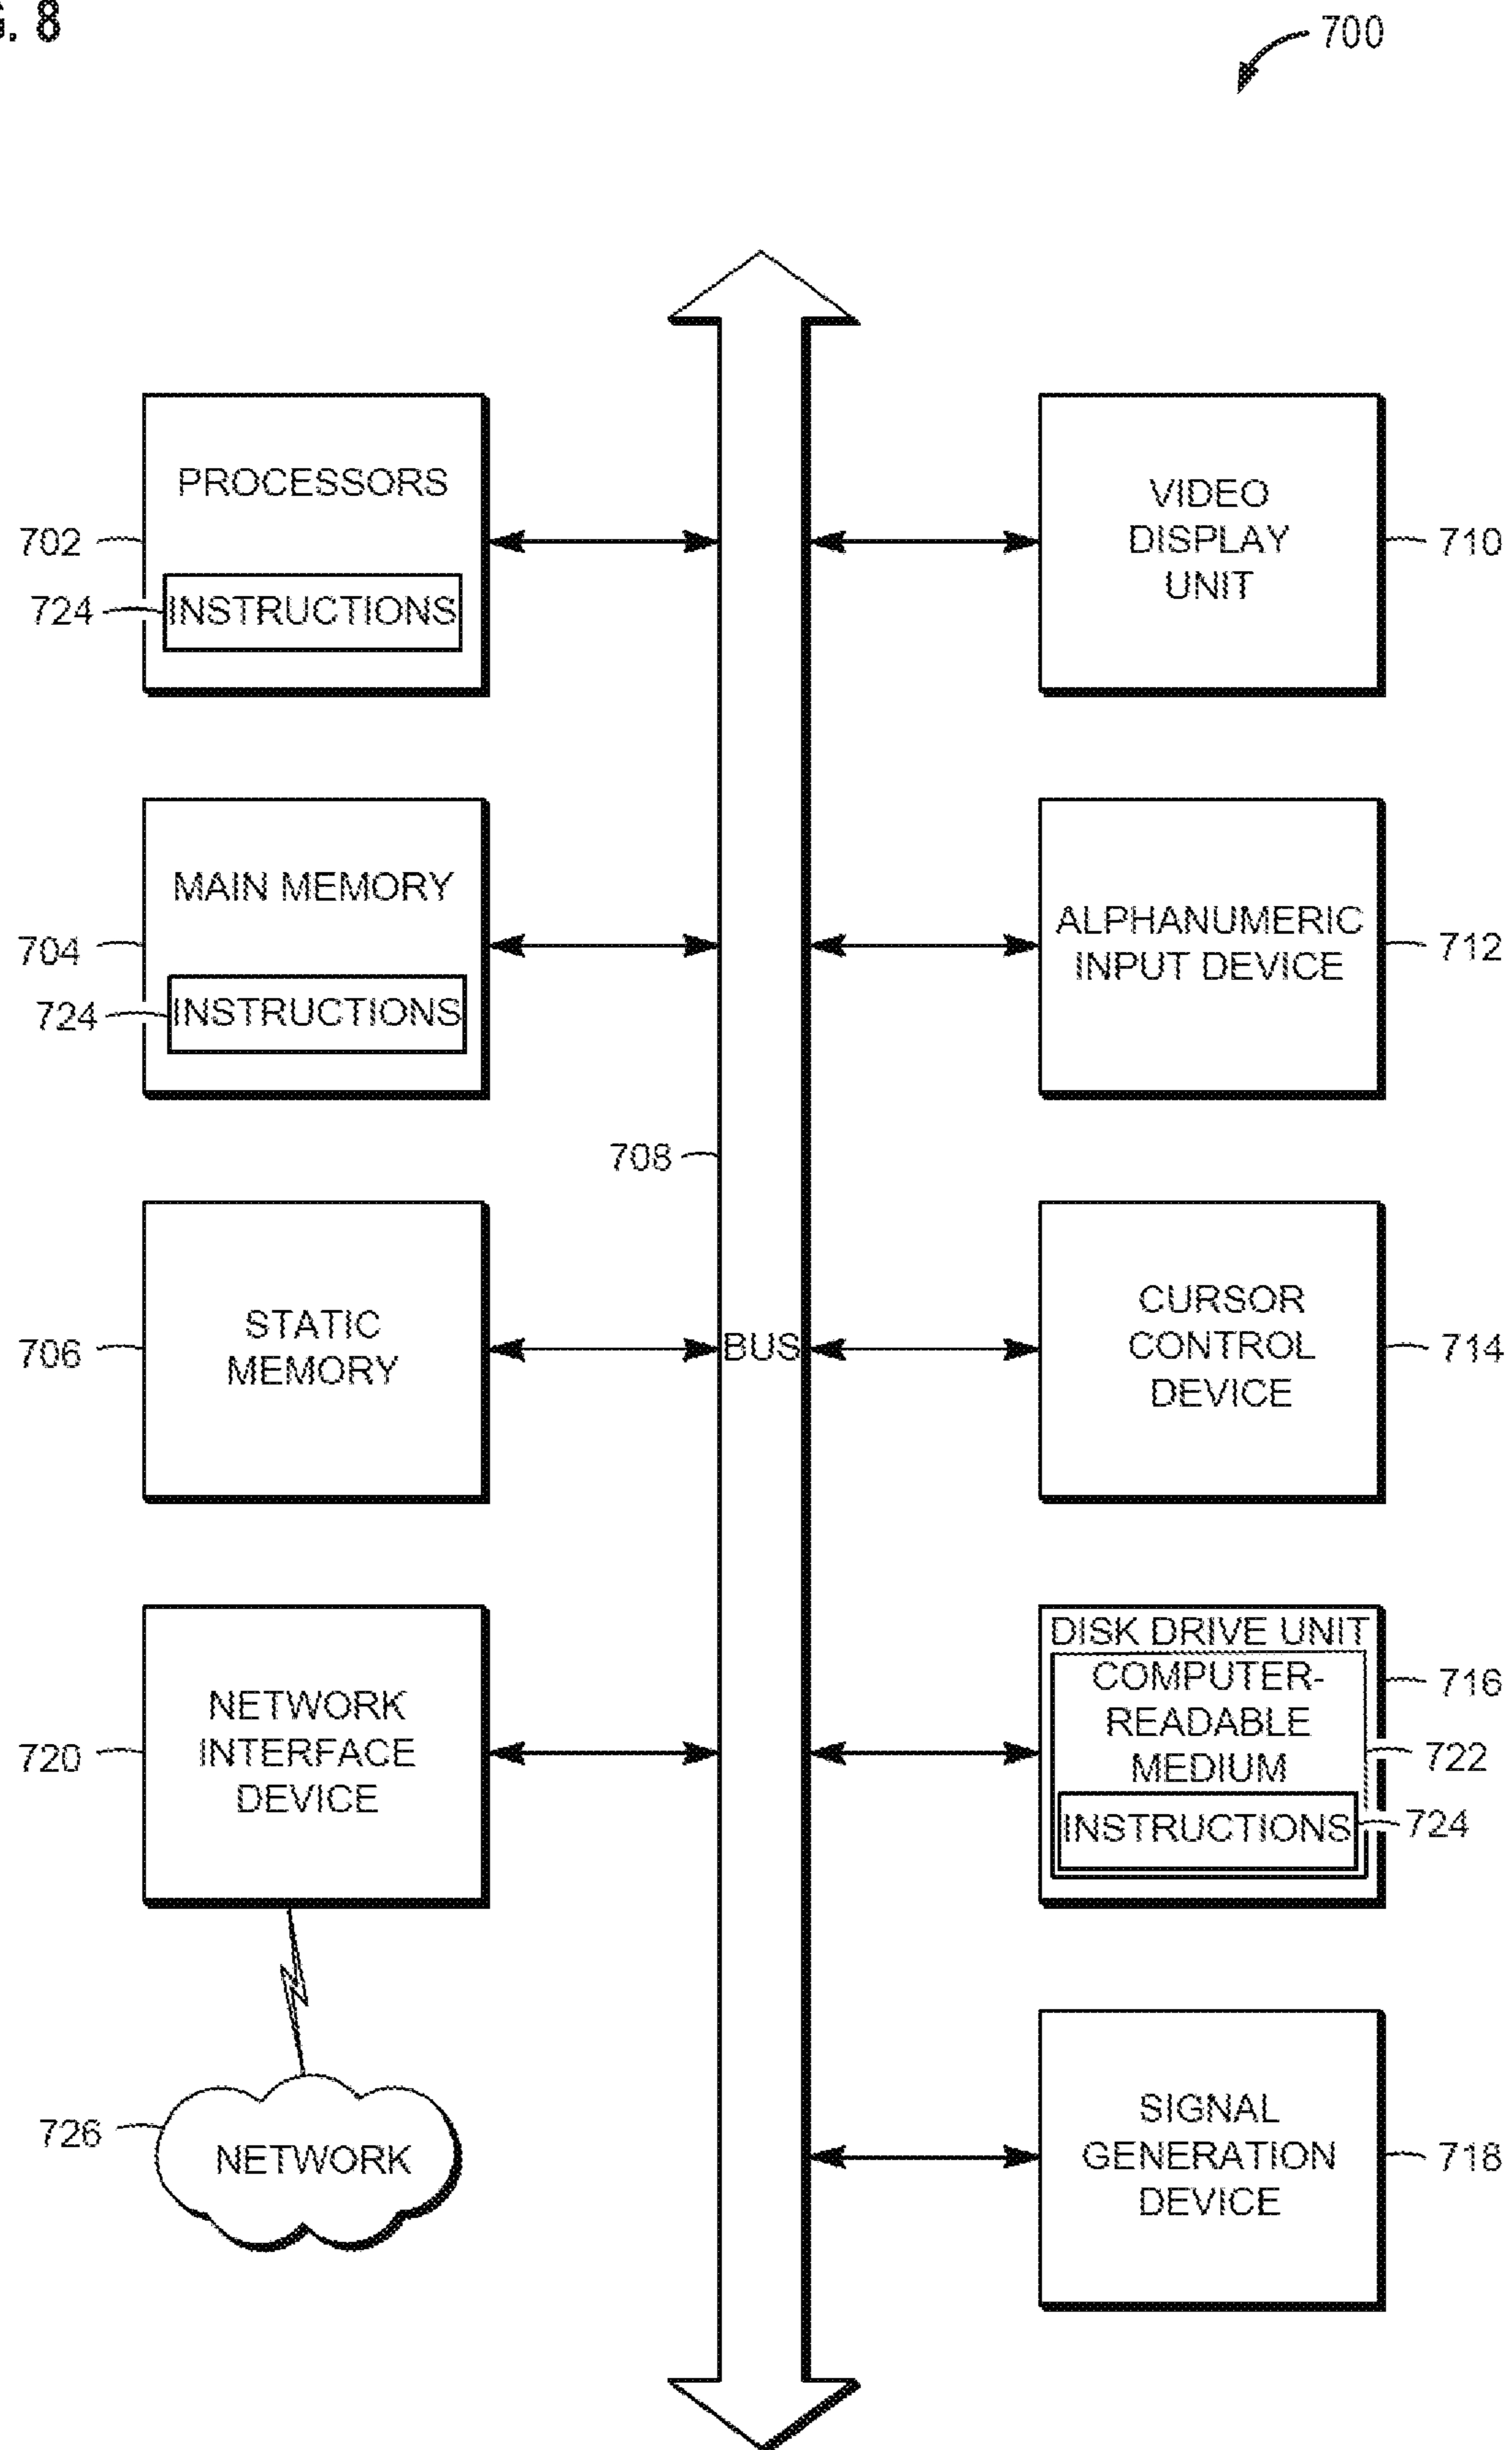 G. 8
700
PROCESSORS
702
724
INSTRUCTIONS
VIDEO
DISPLAY
UNIT
710
MAIN MEMORY
704
724
INSTRUCTIONS
ALPHANUMERIC
INPUT DEVICE
712
708
STATIC
MEMORY
706
BUS
CURSOR
CONTROL
DEVICE
714
NETWORK
INTERFACE
DEVICE
720
DISK DRIVE UNIT
COMPUTER-
READABLE
MEDIUM
716
722
INSTRUCTIONS
724
726
NETWORK
SIGNAL
GENERATION
DEVICE
718